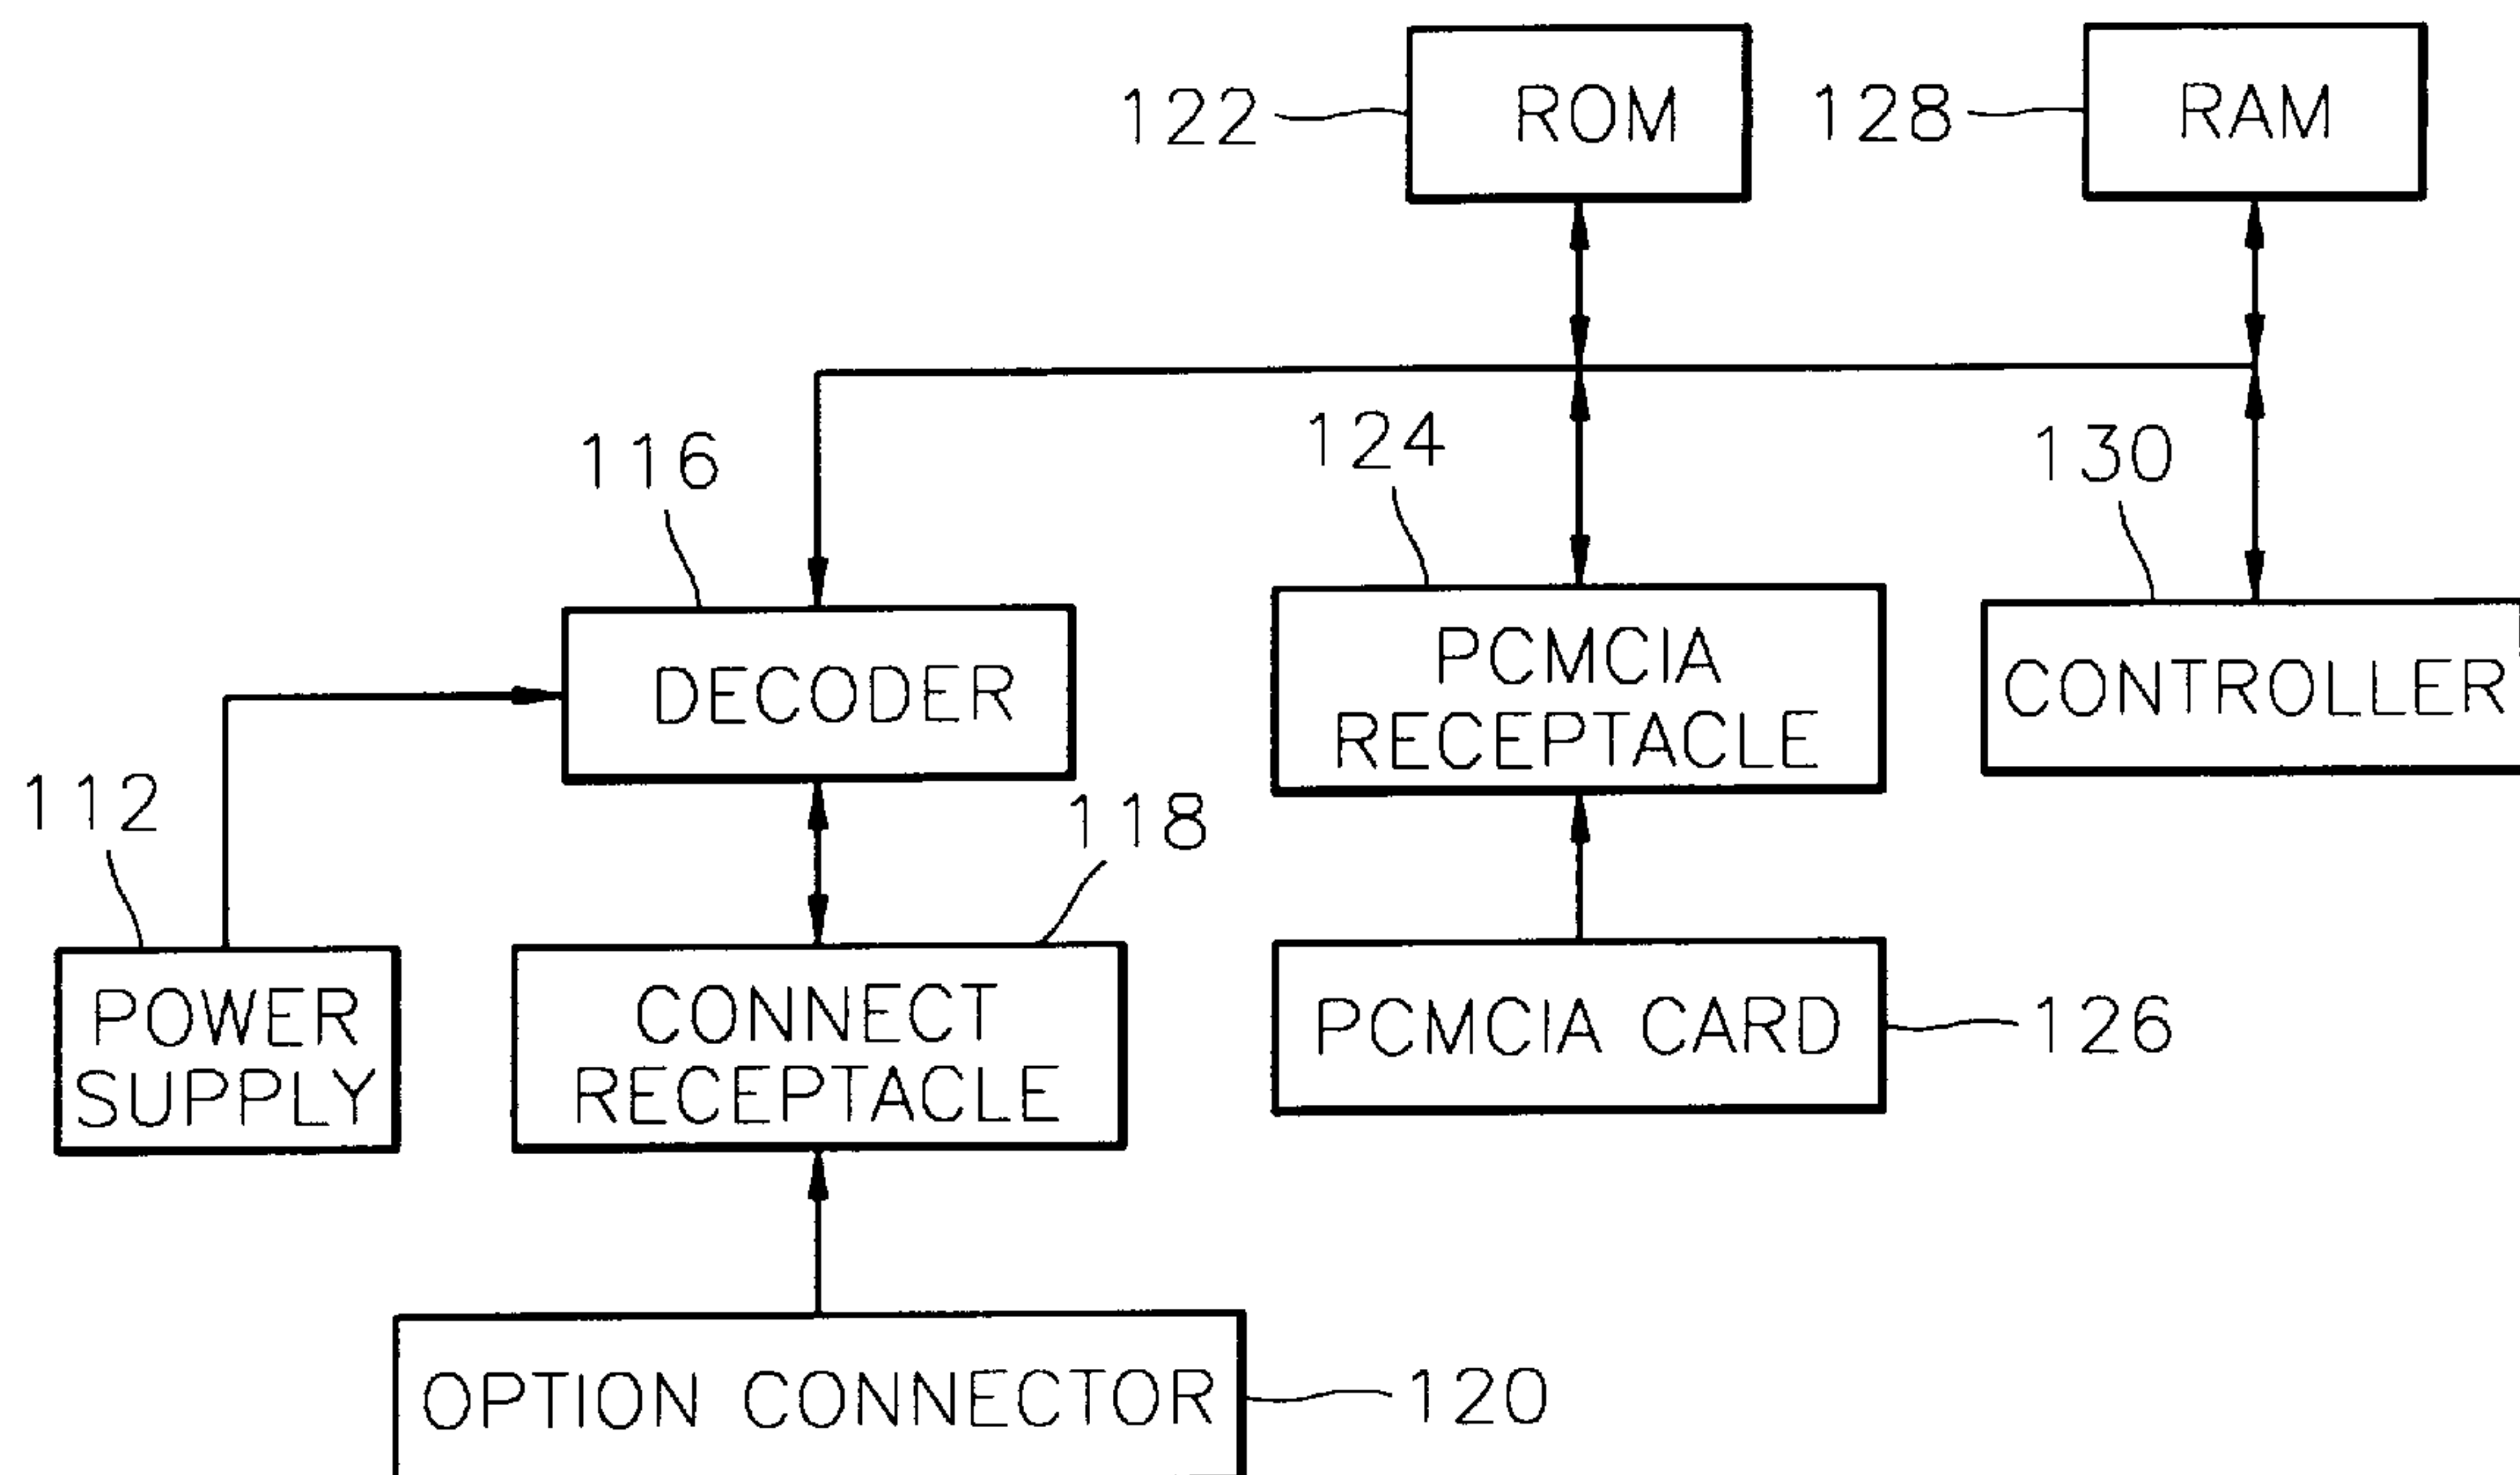 122
ROM
128
RAM
116
124
130
DECODER
PCMCIA
RECEPTACLE
CONTROLLER
112
118
POWER
SUPPLY
CONNECT
RECEPTACLE
PCMCIA CARD
126
OPTION CONNECTOR
120